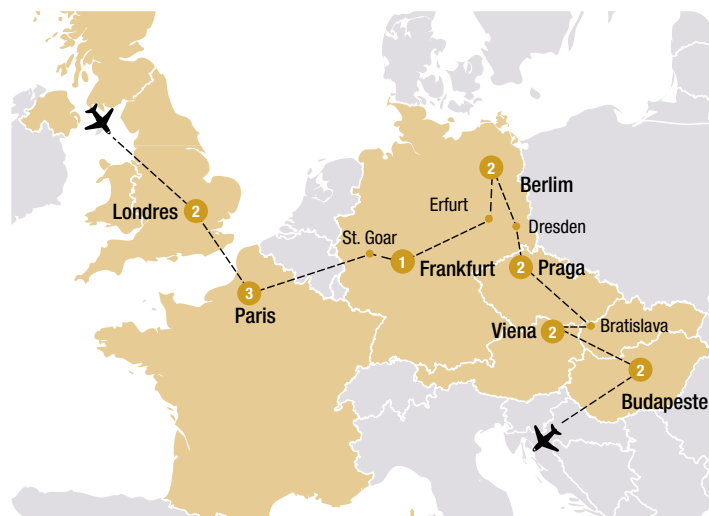 2
Londres
3
Paris
St. Goar
1
Frankfurt
Erfurt
2
Berlim
Dresden
2
Praga
Bratislava
Viena
2
2
Budapeste